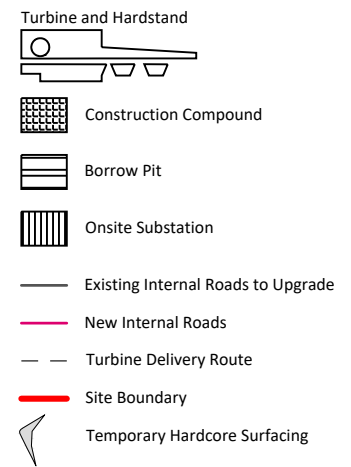 Turbine and Hardstand
Construction Compound
Borrow Pit
Onsite Substation
Existing Internal Roads to Upgrade
New Internal Roads
Turbine Delivery Route
Site Boundary
Temporary Hardcore Surfacing